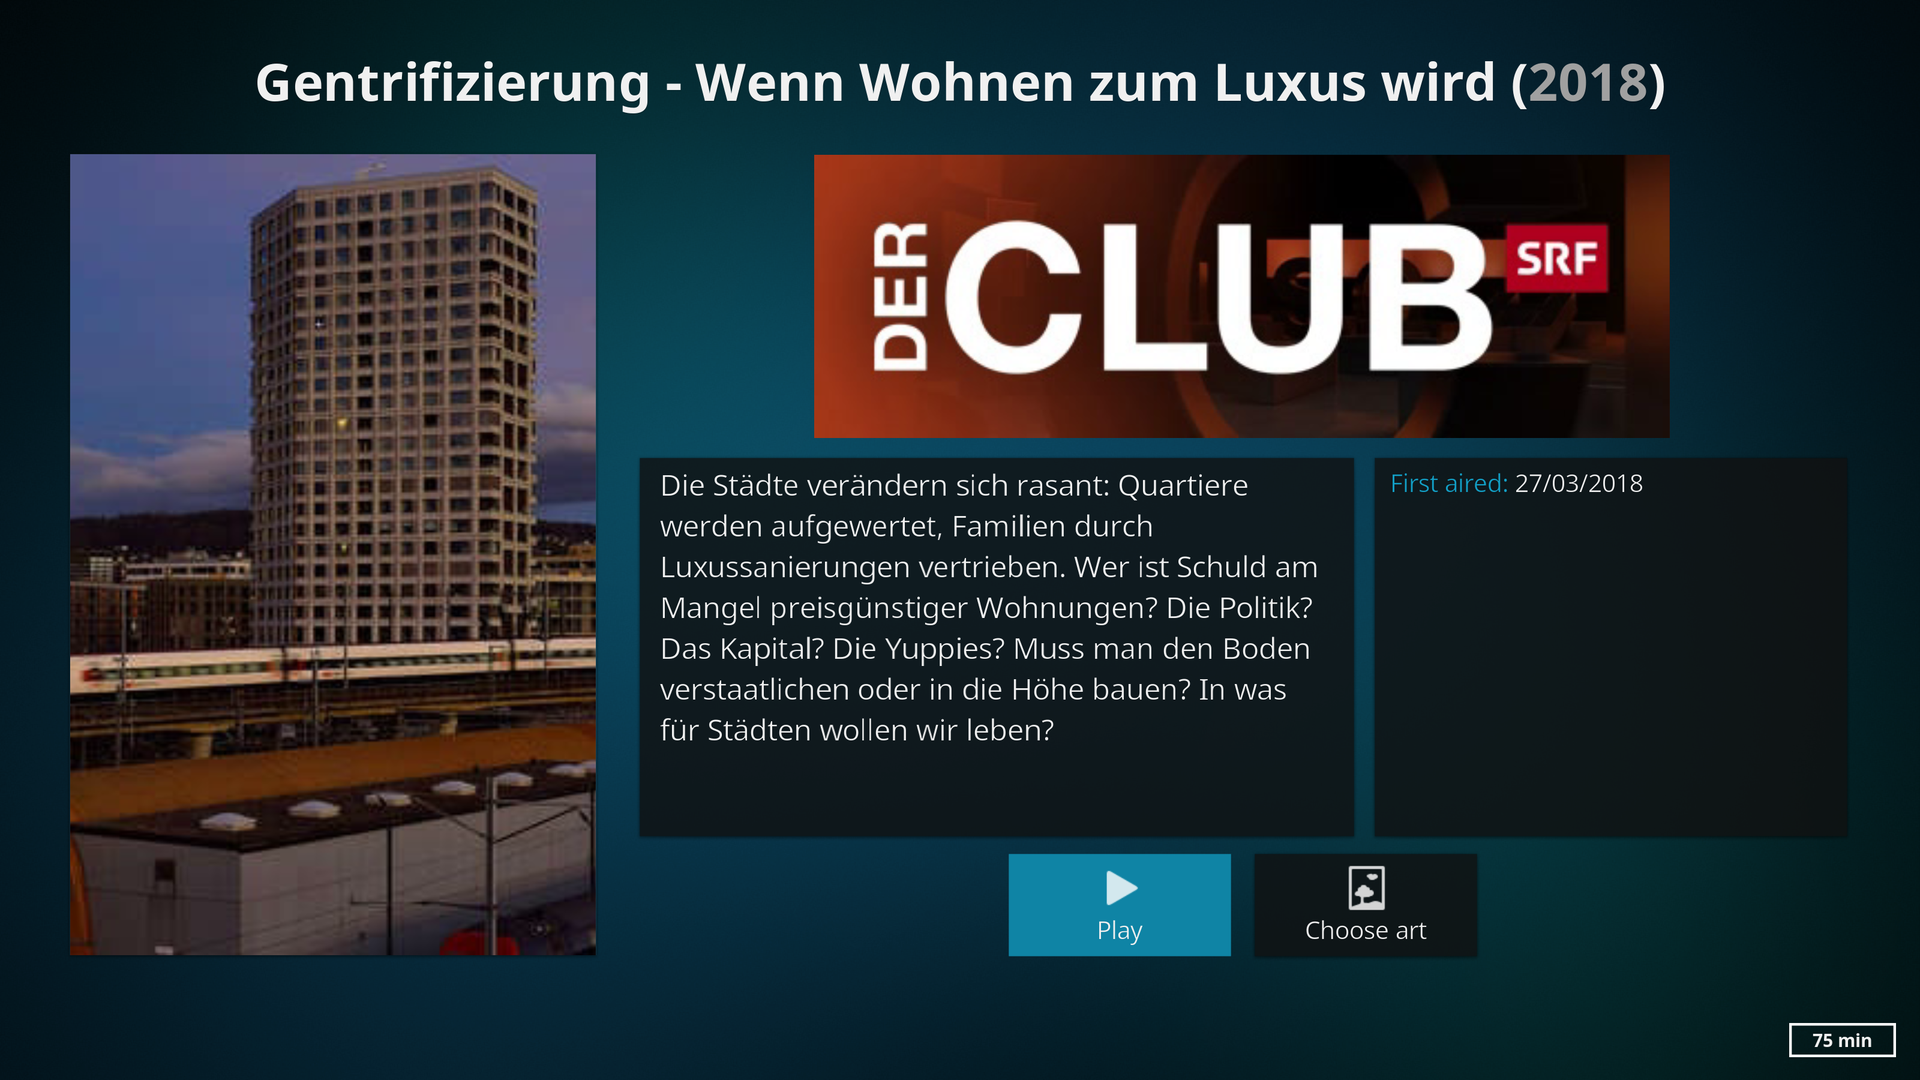 Gentrifizierung - Wenn Wohnen zum Luxus wird (2018)
DER CLUB SRF
Die Städte verändern sich rasant: Quartiere
werden aufgewertet, Familien durch
Luxussanierungen vertrieben. Wer ist Schuld am
Mangel preisgünstiger Wohnungen? Die Politik?
Das Kapital? Die Yuppies? Muss man den Boden
verstaatlichen oder in die Höhe bauen? In was
für Städten wollen wir leben?
First aired: 27/03/2018
Play
Choose art
75 min